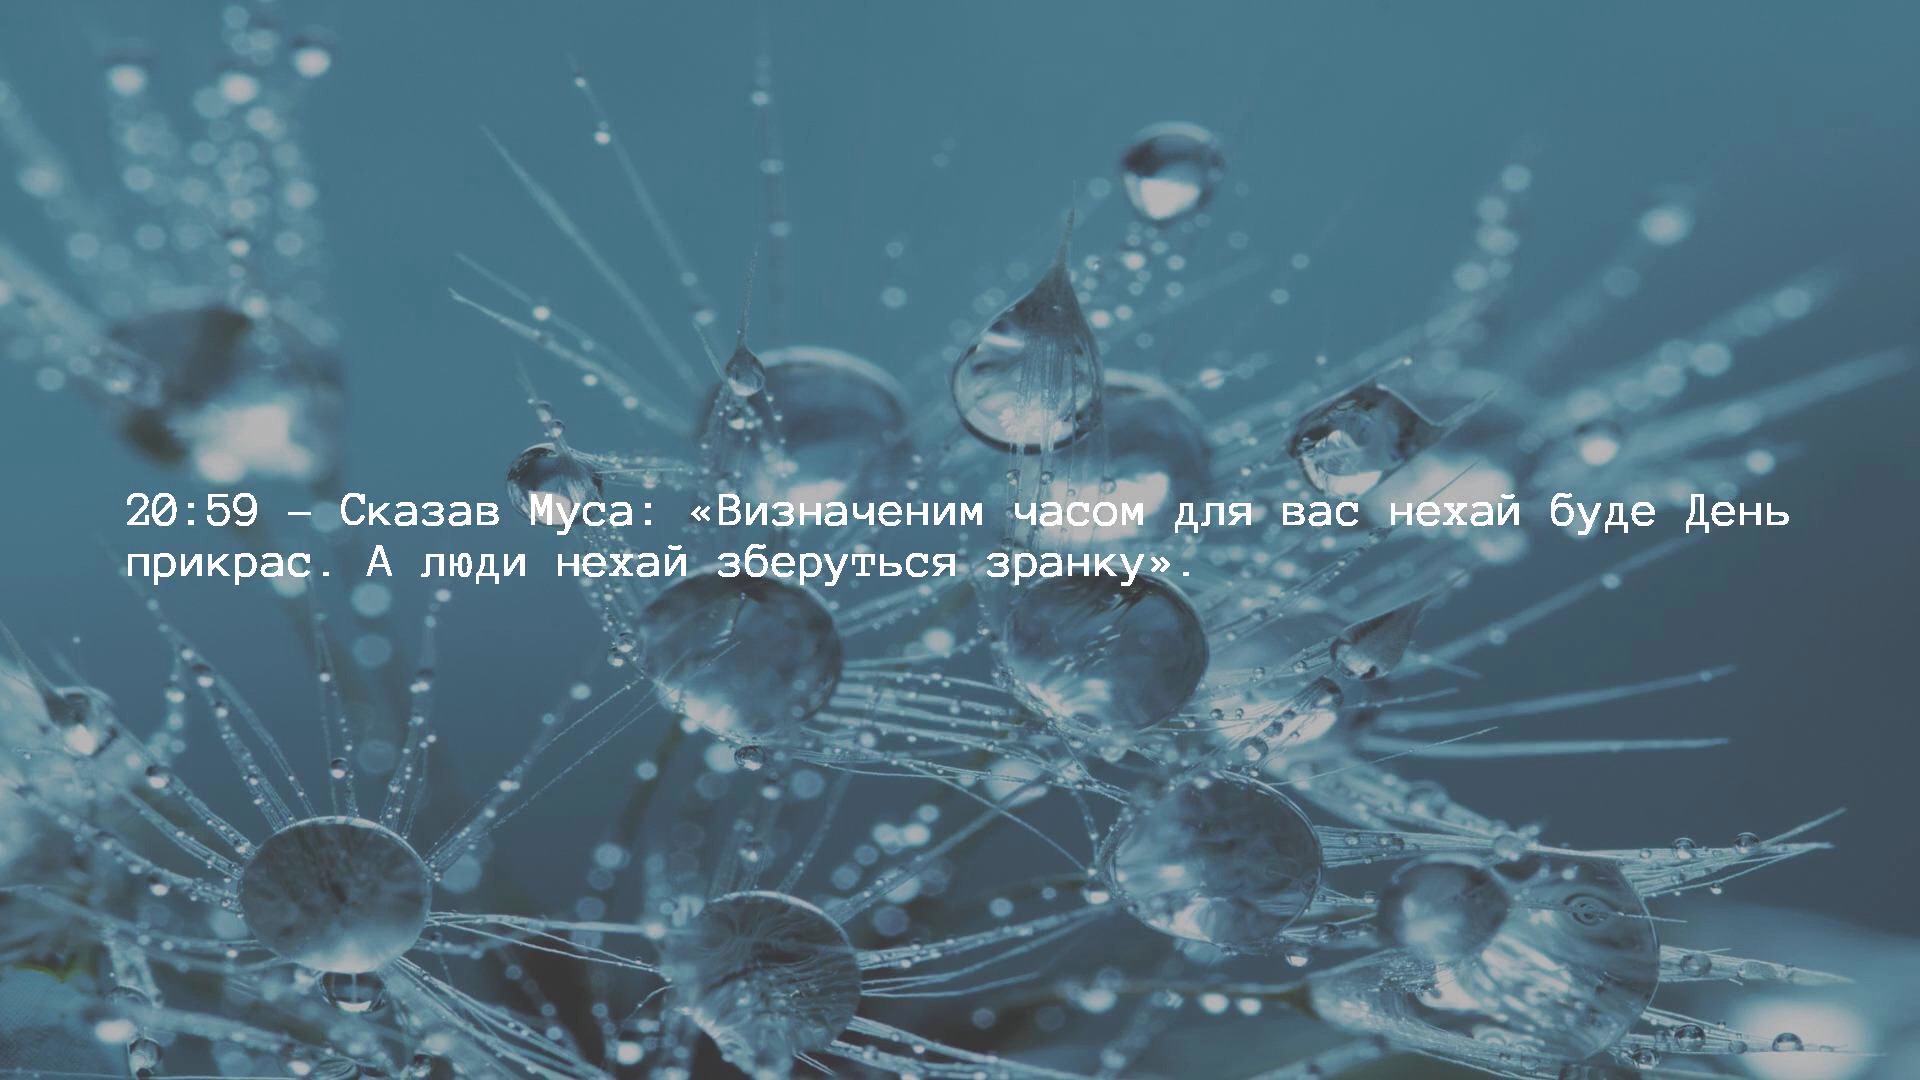 20:59 — Сказав Муса: «Визначеним часом для вас нехай буде День
прикрас. А люди нехай зберуться зранку».